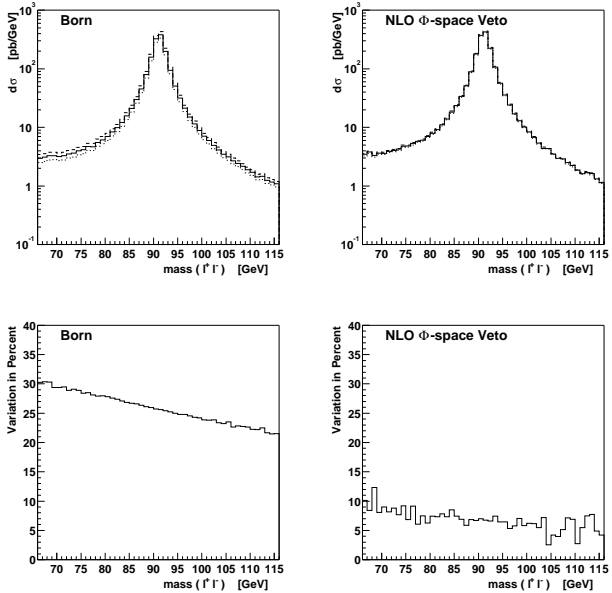 Born
dσ [pb/GeV]
10³
10²
10
1
10⁻¹
70 75 80 85 90 95 100 105 110 115
mass ( l⁺ l⁻ ) [GeV]
NLO Φ-space Veto
dσ [pb/GeV]
10³
10²
10
1
10⁻¹
70 75 80 85 90 95 100 105 110 115
mass ( l⁺ l⁻ ) [GeV]
Born
Variation in Percent
40
35
30
25
20
15
10
5
0
70 75 80 85 90 95 100 105 110 115
mass ( l⁺ l⁻ ) [GeV]
NLO Φ-space Veto
Variation in Percent
40
35
30
25
20
15
10
5
0
70 75 80 85 90 95 100 105 110 115
mass ( l⁺ l⁻ ) [GeV]